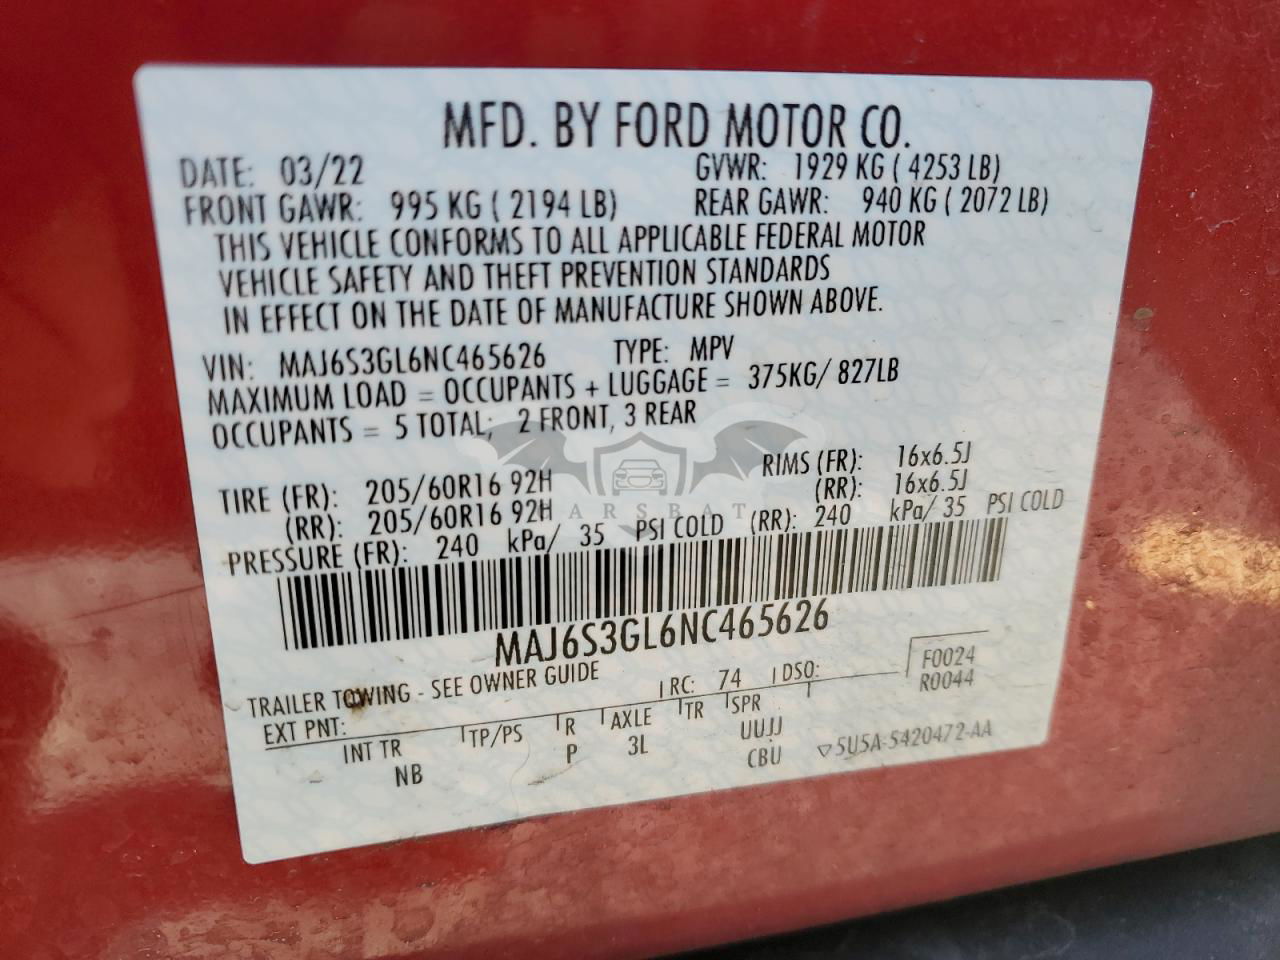 MFD. BY FORD MOTOR CO.
DATE: 03/22 GVWR: 1929 KG ( 4253 LB)
FRONT GAWR: 995 KG ( 2194 LB) REAR GAWR: 940 KG ( 2072 LB)
THIS VEHICLE CONFORMS TO ALL APPLICABLE FEDERAL MOTOR
VEHICLE SAFETY AND THEFT PREVENTION STANDARDS
IN EFFECT ON THE DATE OF MANUFACTURE SHOWN ABOVE.
VIN: MAJ6S3GL6NC465626 TYPE: MPV
MAXIMUM LOAD = OCCUPANTS + LUGGAGE = 375KG/ 827LB
OCCUPANTS = 5 TOTAL; 2 FRONT, 3 REAR
TIRE (FR): 205/60R16 92H RIMS (FR): 16x6.5J
(RR): 205/60R16 92H (RR): 16x6.5J
ARSBAT
PRESSURE (FR): 240 kPa/ 35 PSI COLD (RR): 240 kPa/ 35 PSI COLD
MAJ6S3GL6NC465626
TRAILER TOWING - SEE OWNER GUIDE
EXT PNT: RC: 74 DSO: F0024
R0044
INT TR TP/PS R AXLE TR SPR
NB P 3L UUJJ
CBU
▽5U5A-5420472-AA